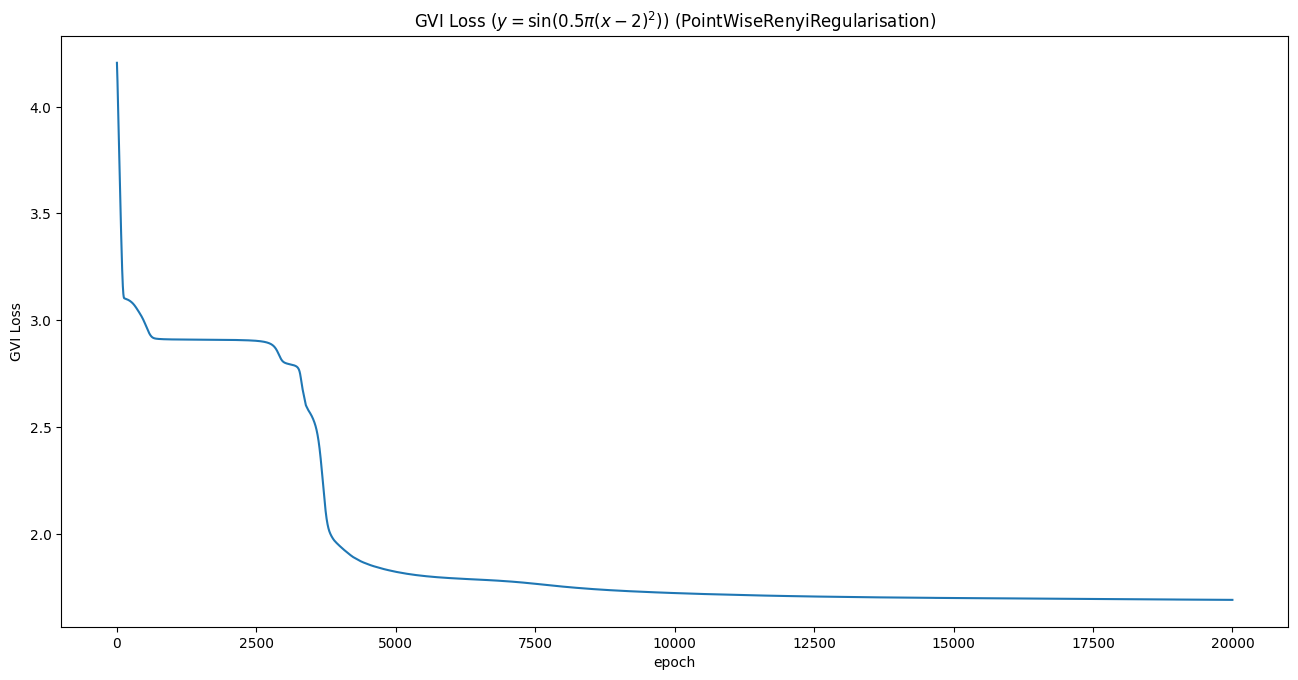 GVI Loss (y = sin(0.5π(x − 2)²)) (PointWiseRenyiRegularisation)
4.0
3.5
3.0
2.5
2.0
GVI Loss
0 2500 5000 7500 10000 12500 15000 17500 20000
epoch